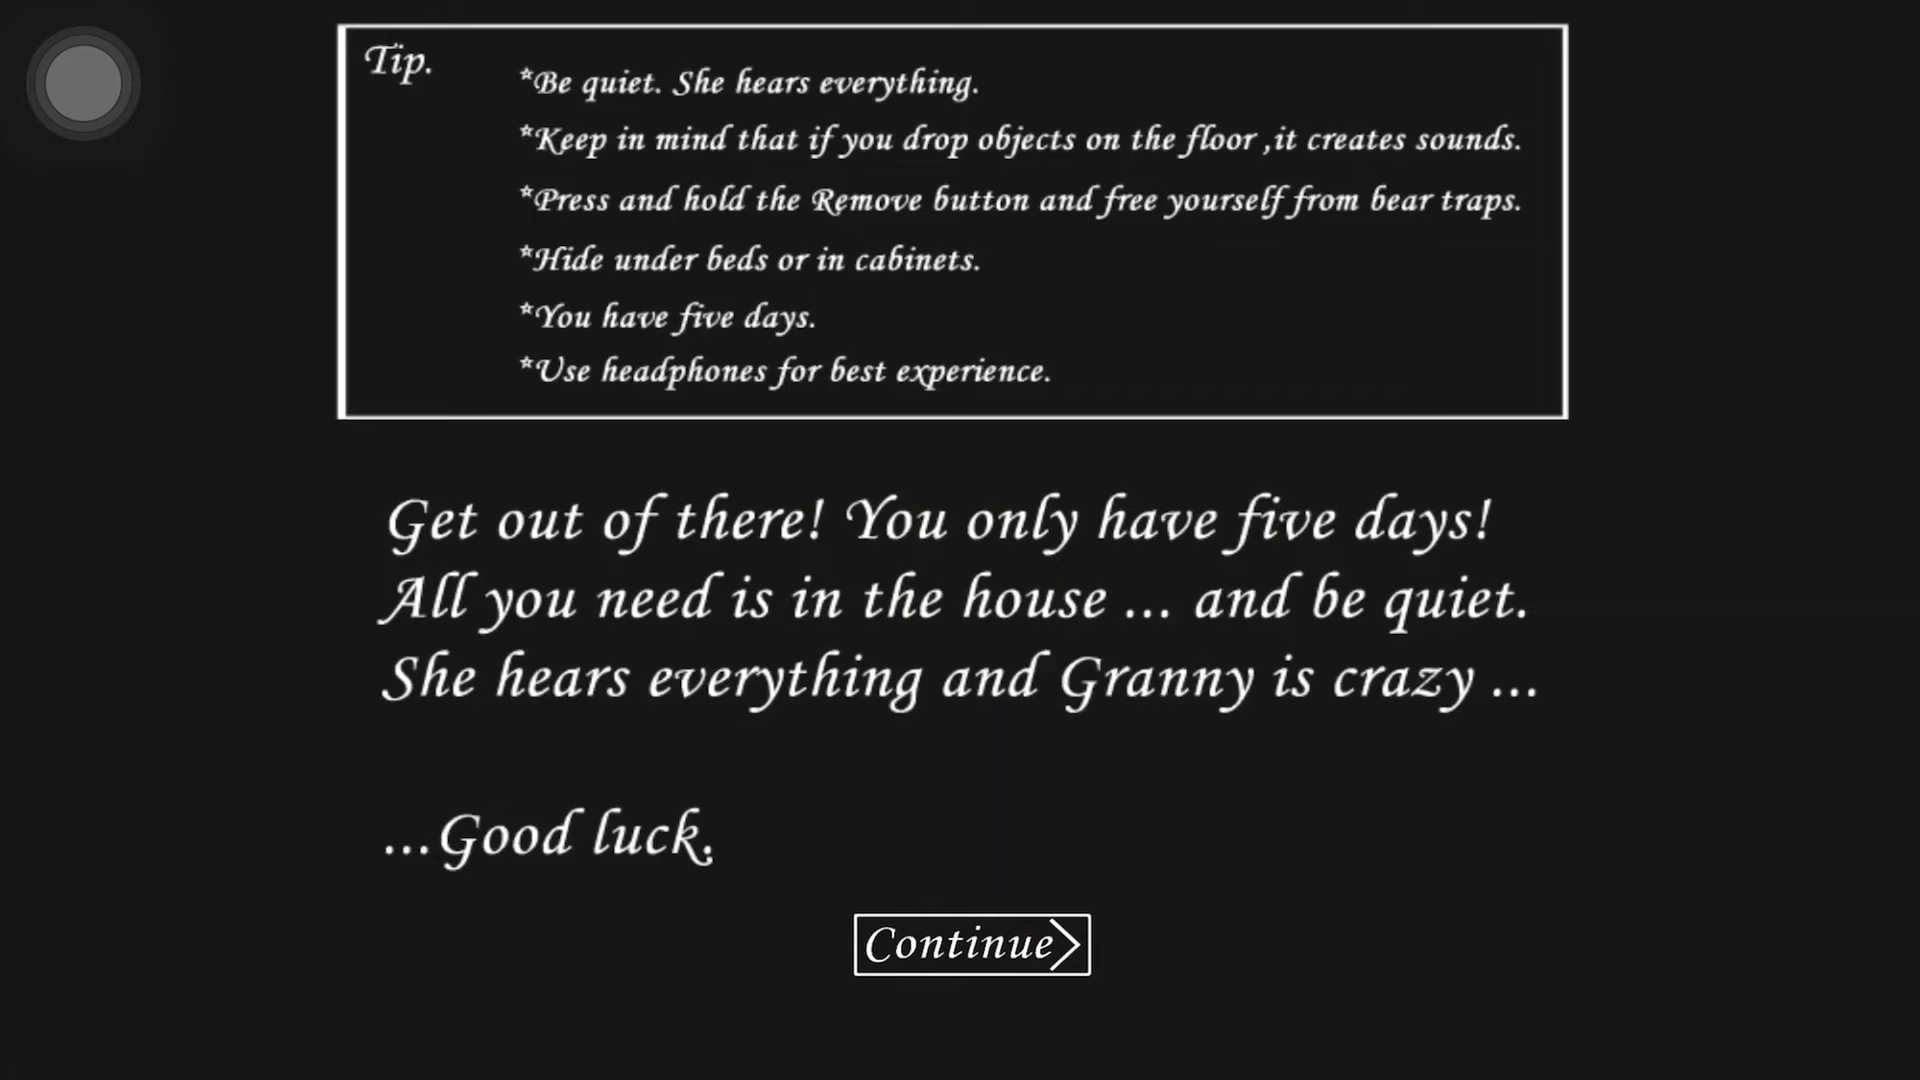 Tip.
*Be quiet. She hears everything.
*Keep in mind that if you drop objects on the floor ,it creates sounds.
*Press and hold the Remove button and free yourself from bear traps.
*Hide under beds or in cabinets.
*You have five days.
*Use headphones for best experience.
Get out of there! You only have five days!
All you need is in the house ... and be quiet.
She hears everything and Granny is crazy ...
...Good luck.
Continue